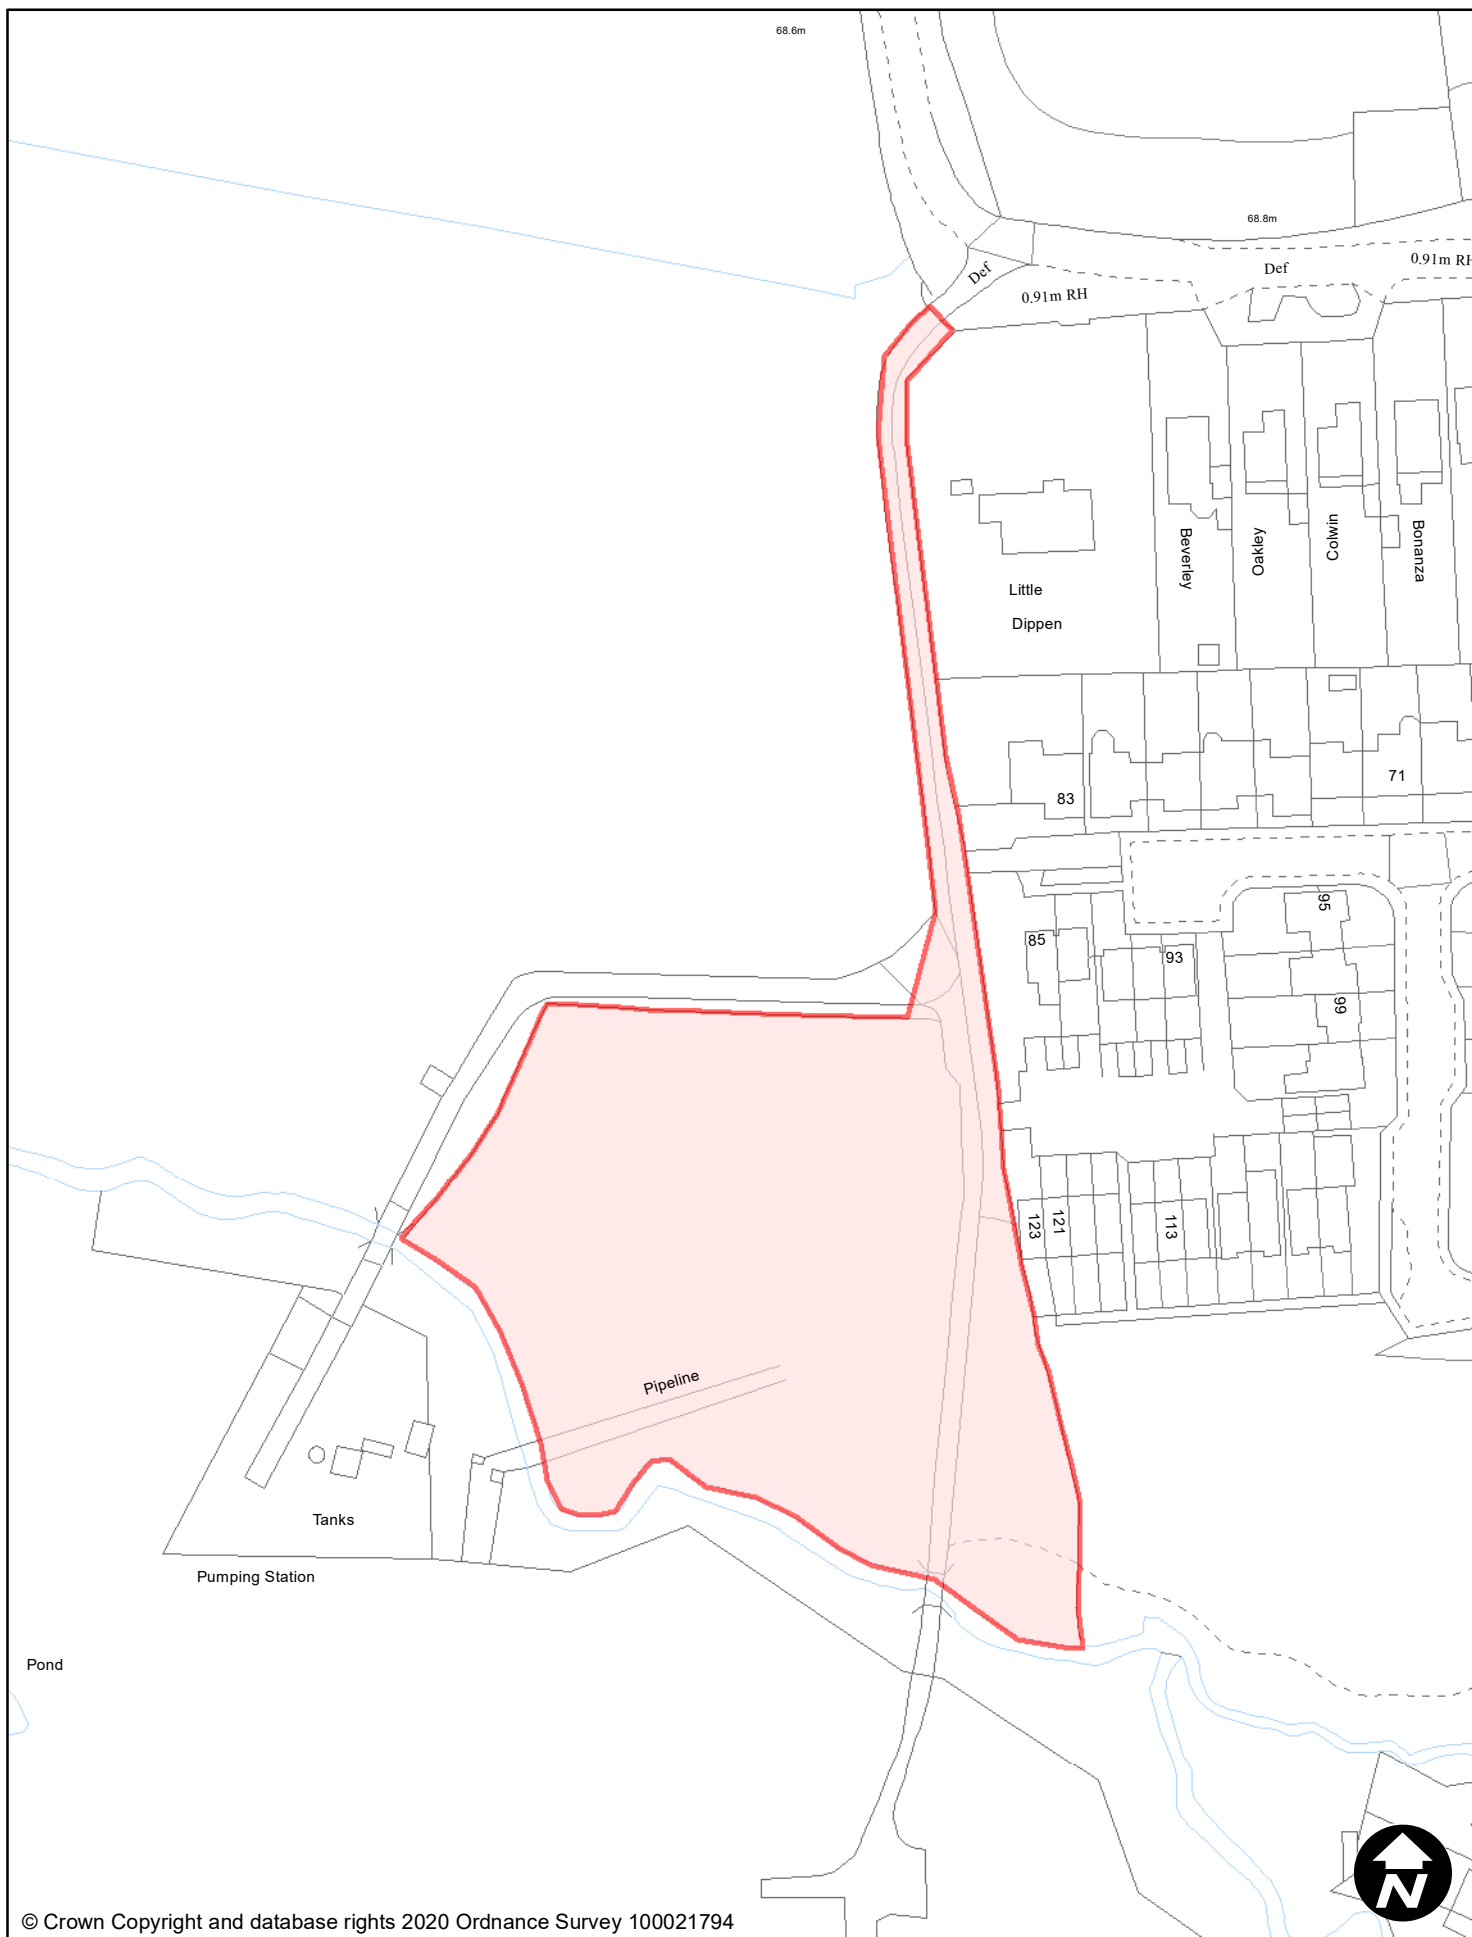 68.6m
68.8m
Def
Def
0.91m RH
0.91m RH
Beverley
Oakley
Colwin
Bonanza
Little
Dippen
71
83
95
85
93
99
123
121
113
Pipeline
Tanks
Pumping Station
Pond
N
© Crown Copyright and database rights 2020 Ordnance Survey 100021794